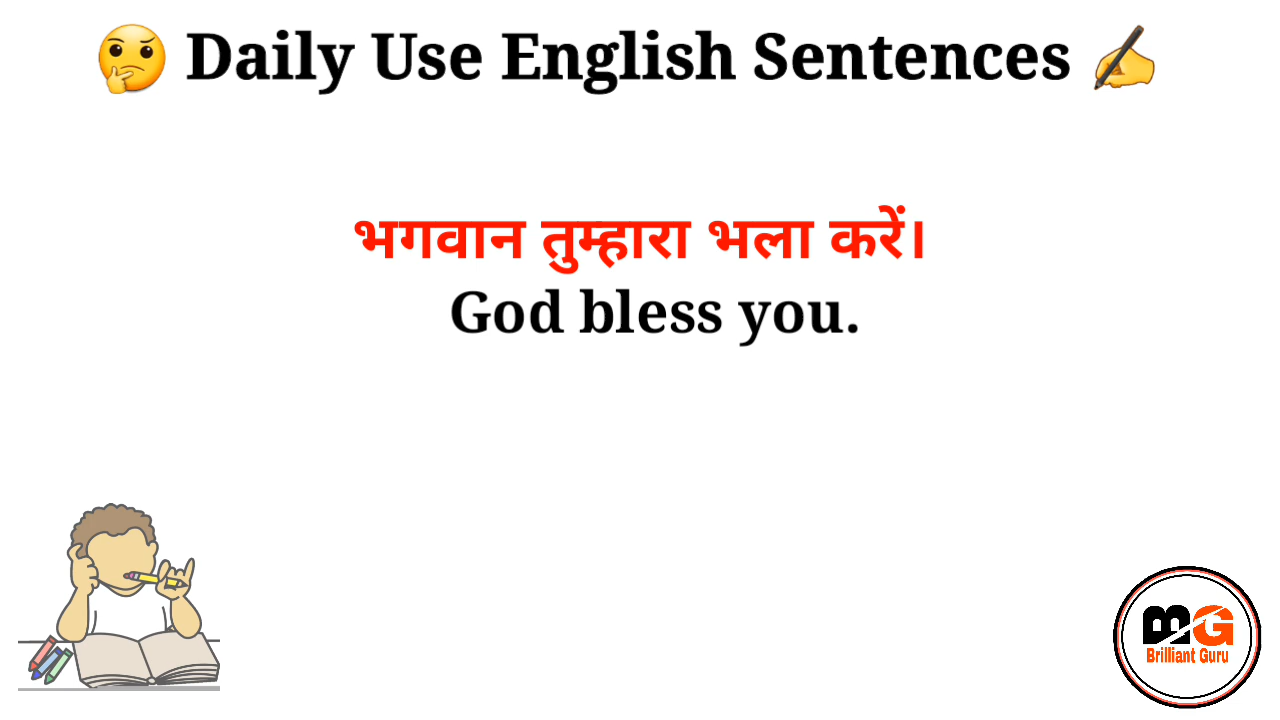 🤔 Daily Use English Sentences ✍
भगवान तुम्हारा भला करें।
God bless you.
BG
Brilliant Guru